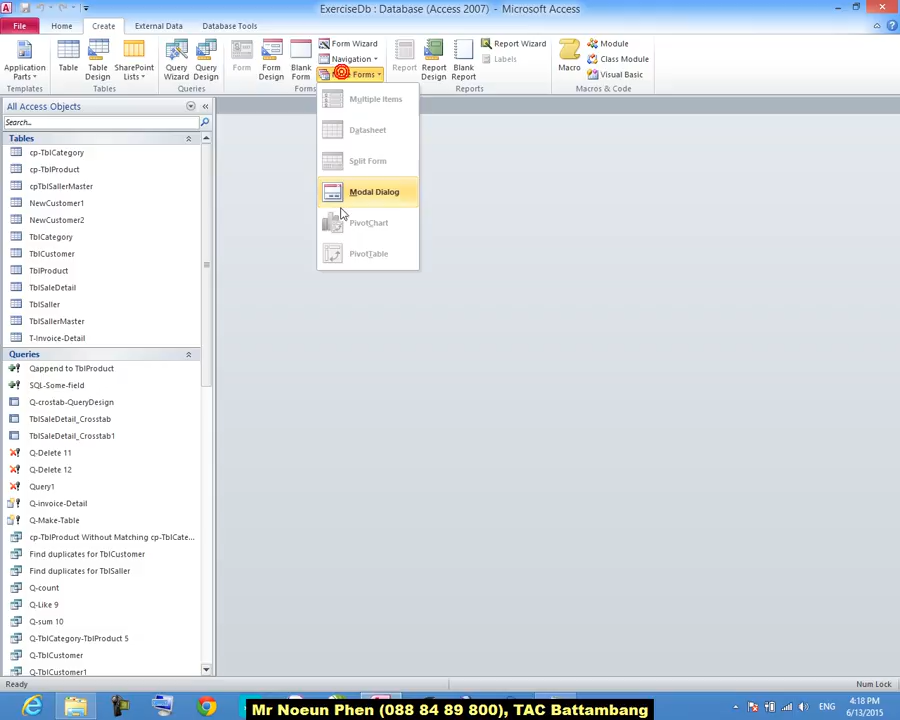 ExerciseDb : Database (Access 2007) - Microsoft Access
File Home Create External Data Database Tools
Application Parts
Templates
Table
Table Design
SharePoint Lists
Tables
Query Wizard
Query Design
Queries
Form
Form Design
Blank Form
Form Wizard
Navigation
Forms
Report
Report Design
Blank Report
Report Wizard
Labels
Reports
Macro
Module
Class Module
Visual Basic
Macros & Code
Multiple Items
Datasheet
Split Form
Modal Dialog
PivotChart
PivotTable
All Access Objects
Search...
Tables
cp-TblCategory
cp-TblProduct
cpTblSallerMaster
NewCustomer1
NewCustomer2
TblCategory
TblCustomer
TblProduct
TblSaleDetail
TblSaller
TblSallerMaster
T-Invoice-Detail
Queries
Qappend to TblProduct
SQL-Some-field
Q-crostab-QueryDesign
TblSaleDetail_Crosstab
TblSaleDetail_Crosstab1
Q-Delete 11
Q-Delete 12
Query1
Q-invoice-Detail
Q-Make-Table
cp-TblProduct Without Matching cp-TblCate...
Find duplicates for TblCustomer
Find duplicates for TblSaller
Q-count
Q-Like 9
Q-sum 10
Q-TblCategory-TblProduct 5
Q-TblCustomer
Q-TblCustomer1
Ready
Num Lock
ENG
4:18 PM
6/13/2015
Mr Noeun Phen (088 84 89 800), TAC Battambang